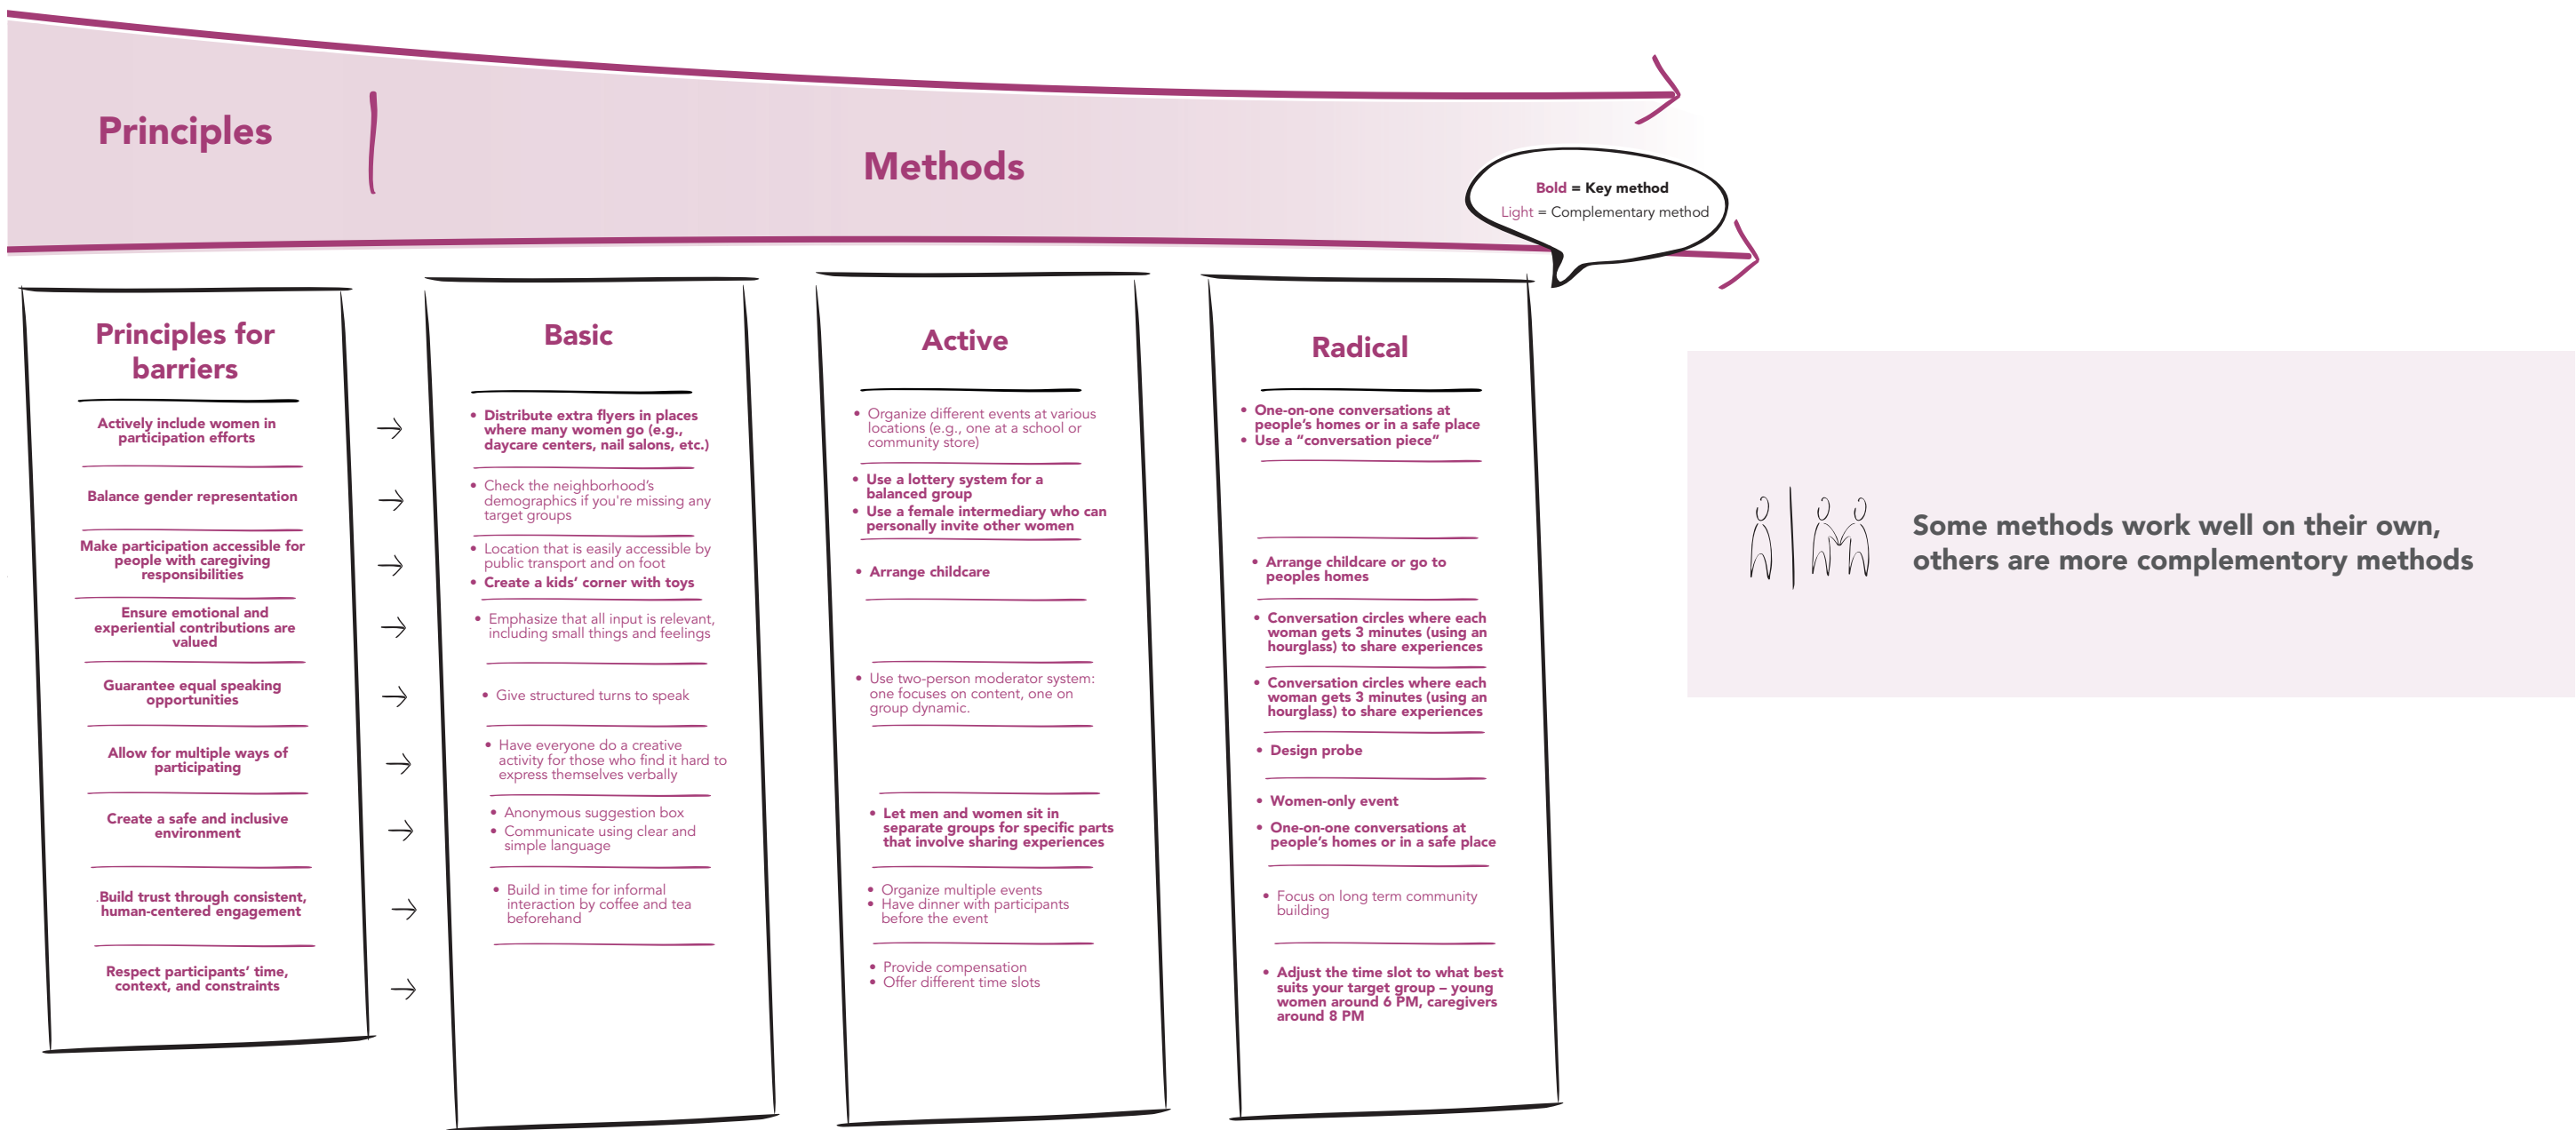 Principles
Methods
Bold = Key method
Light = Complementary method
Principles for
barriers
Actively include women in
participation efforts
Balance gender representation
Make participation accessible for
people with caregiving
responsibilities
Ensure emotional and
experiential contributions are
valued
Guarantee equal speaking
opportunities
Allow for multiple ways of
participating
Create a safe and inclusive
environment
.Build trust through consistent,
human-centered engagement
Respect participants’ time,
context, and constraints
Basic
• Distribute extra flyers in places
where many women go (e.g.,
daycare centers, nail salons, etc.)
• Check the neighborhood’s
demographics if you're missing any
target groups
• Location that is easily accessible by
public transport and on foot
• Create a kids’ corner with toys
• Emphasize that all input is relevant,
including small things and feelings
• Give structured turns to speak
• Have everyone do a creative
activity for those who find it hard to
express themselves verbally
• Anonymous suggestion box
• Communicate using clear and
simple language
• Build in time for informal
interaction by coffee and tea
beforehand
Active
• Organize different events at various
locations (e.g., one at a school or
community store)
• Use a lottery system for a
balanced group
• Use a female intermediary who can
personally invite other women
• Arrange childcare
• Use two-person moderator system:
one focuses on content, one on
group dynamic.
• Let men and women sit in
separate groups for specific parts
that involve sharing experiences
• Organize multiple events
• Have dinner with participants
before the event
• Provide compensation
• Offer different time slots
Radical
• One-on-one conversations at
people’s homes or in a safe place
• Use a “conversation piece”
• Arrange childcare or go to
peoples homes
• Conversation circles where each
woman gets 3 minutes (using an
hourglass) to share experiences
• Conversation circles where each
woman gets 3 minutes (using an
hourglass) to share experiences
• Design probe
• Women-only event
• One-on-one conversations at
people’s homes or in a safe place
• Focus on long term community
building
• Adjust the time slot to what best
suits your target group – young
women around 6 PM, caregivers
around 8 PM
Some methods work well on their own,
others are more complementory methods